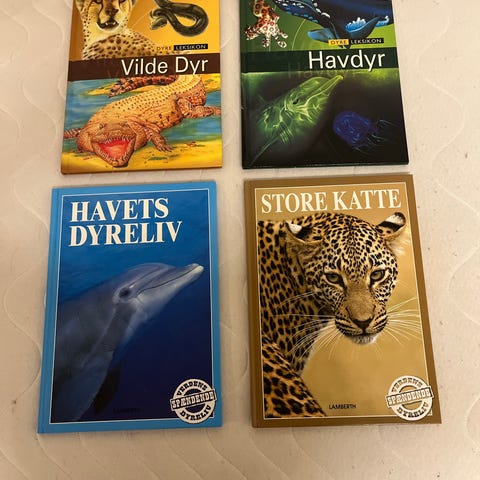 DYRE LEKSIKON
Vilde Dyr
DYRE LEKSIKON
Havdyr
HAVETS
DYRELIV
LAMBERTH
VERDENS
SPÆNDENDE
DYRELIV
STORE KATTE
LAMBERTH
VERDENS
SPÆNDENDE
DYRELIV